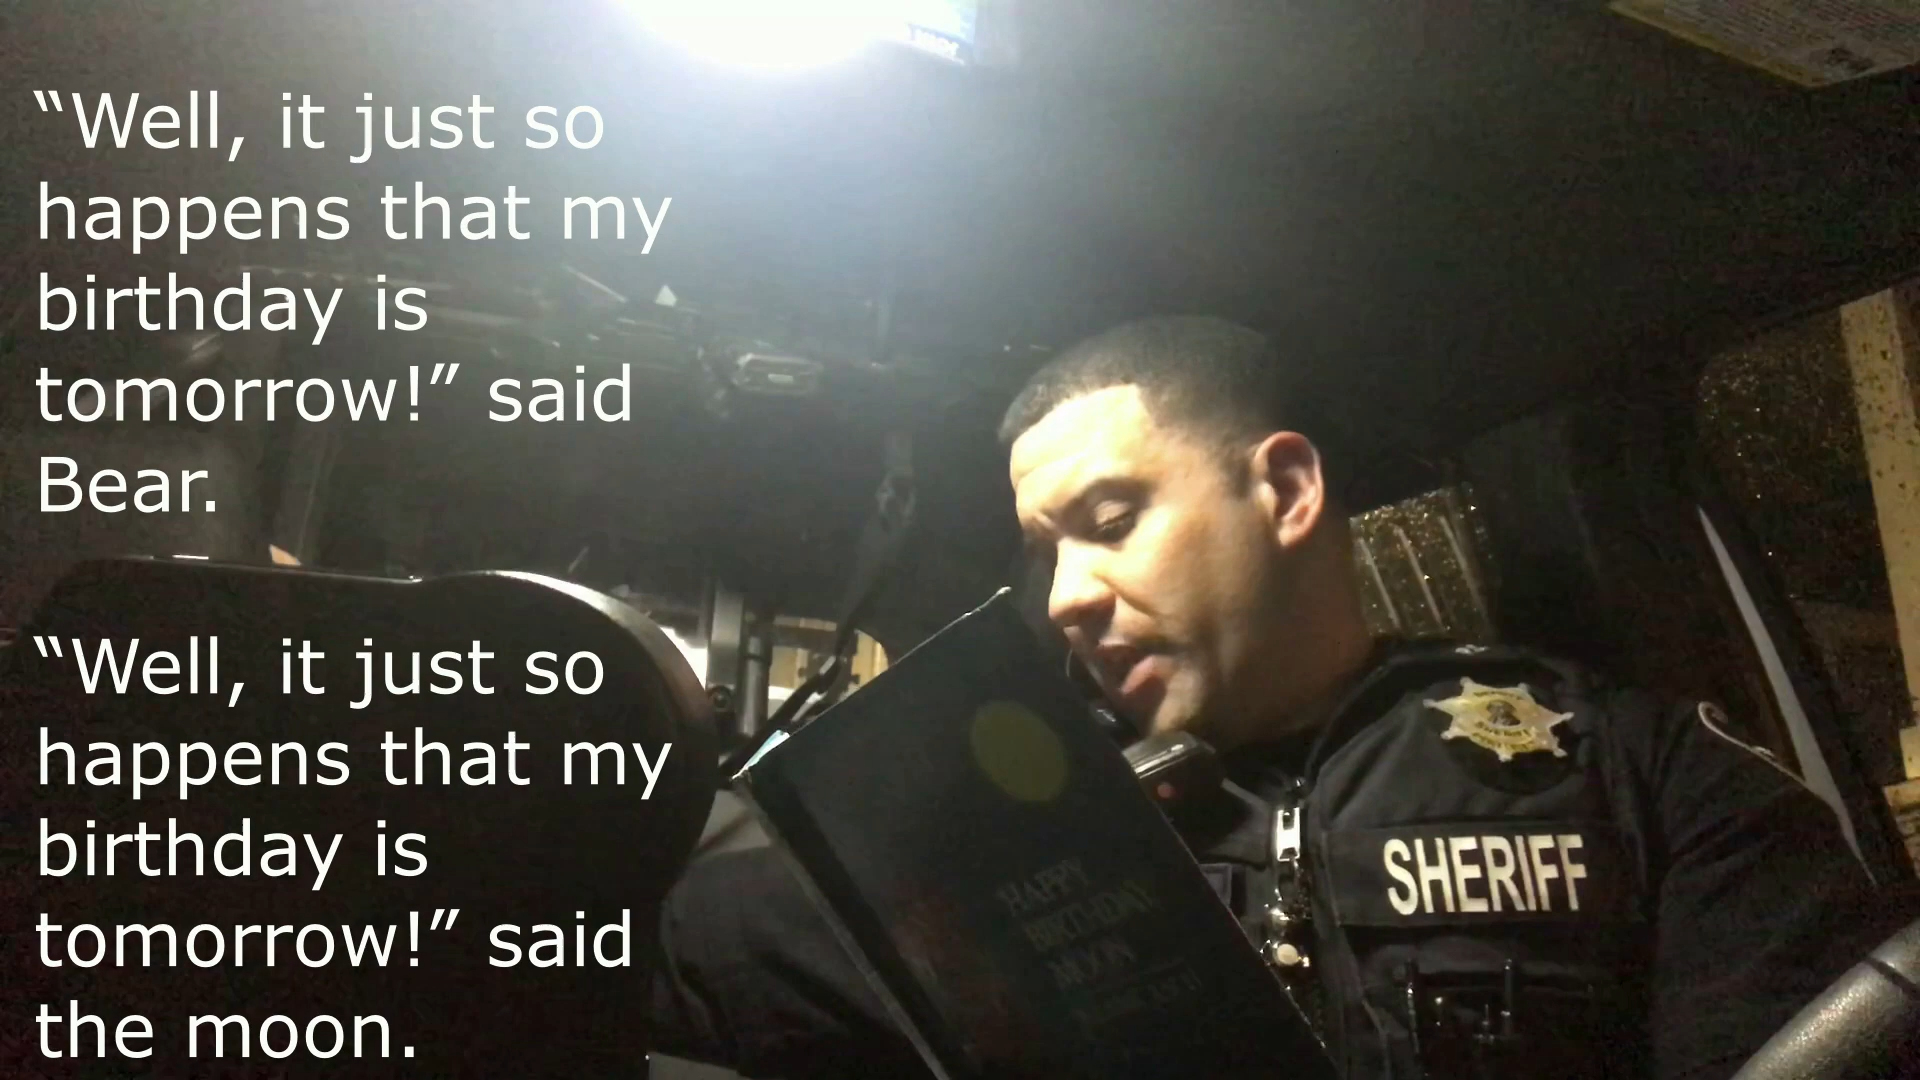 “Well, it just so
happens that my
birthday is
tomorrow!” said
Bear.
“Well, it just so
happens that my
birthday is
tomorrow!” said
the moon.
HAPPY
BIRTHDAY
MOON
SHERIFF